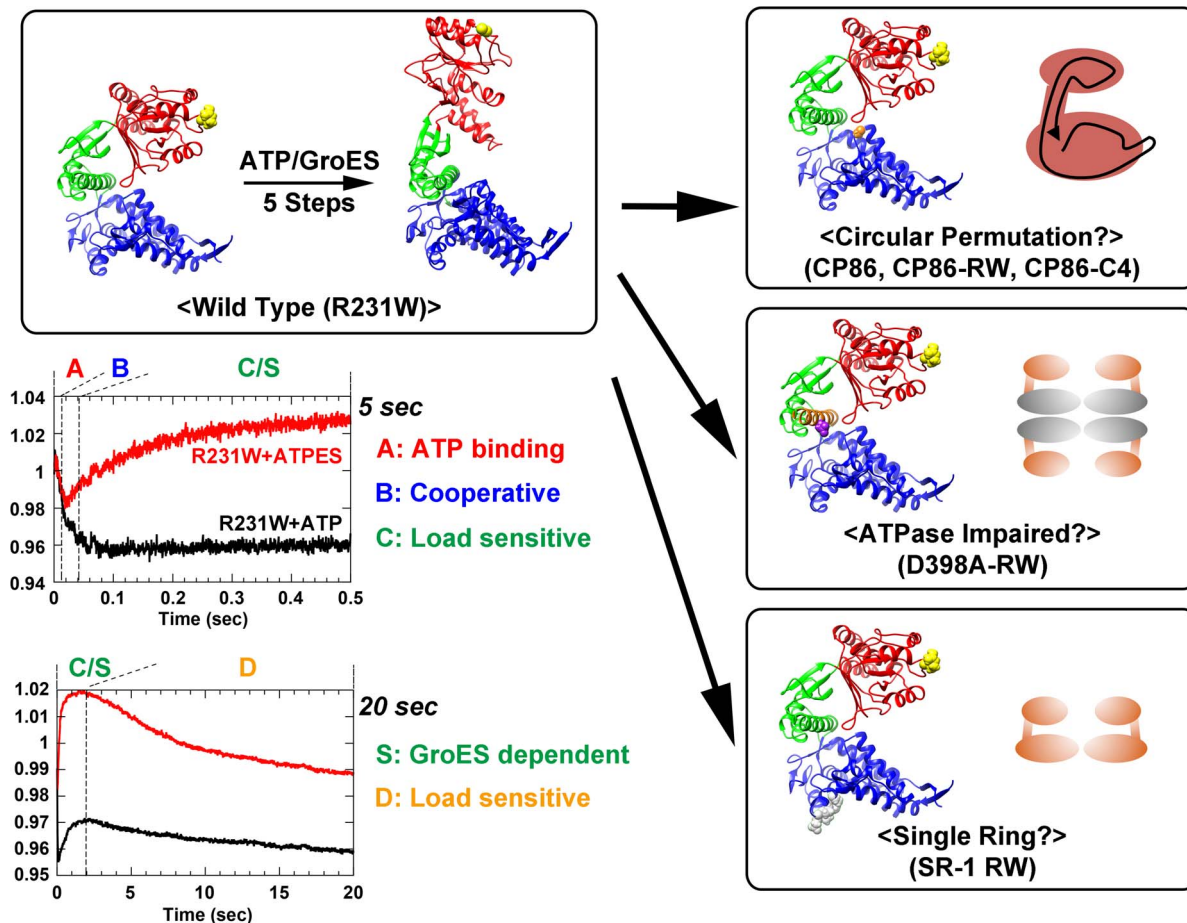 ATP/GroES
5 Steps
<Wild Type (R231W)>
<Circular Permutation?>
(CP86, CP86-RW, CP86-C4)
A
B
C/S
1.04
1.02
1
0.98
0.96
0.94
R231W+ATPES
R231W+ATP
0
0.1
0.2
0.3
0.4
0.5
Time (sec)
5 sec
A: ATP binding
B: Cooperative
C: Load sensitive
<ATPase Impaired?>
(D398A-RW)
C/S
D
1.02
1.01
1
0.99
0.98
0.97
0.96
0.95
0
5
10
15
20
Time (sec)
20 sec
S: GroES dependent
D: Load sensitive
<Single Ring?>
(SR-1 RW)